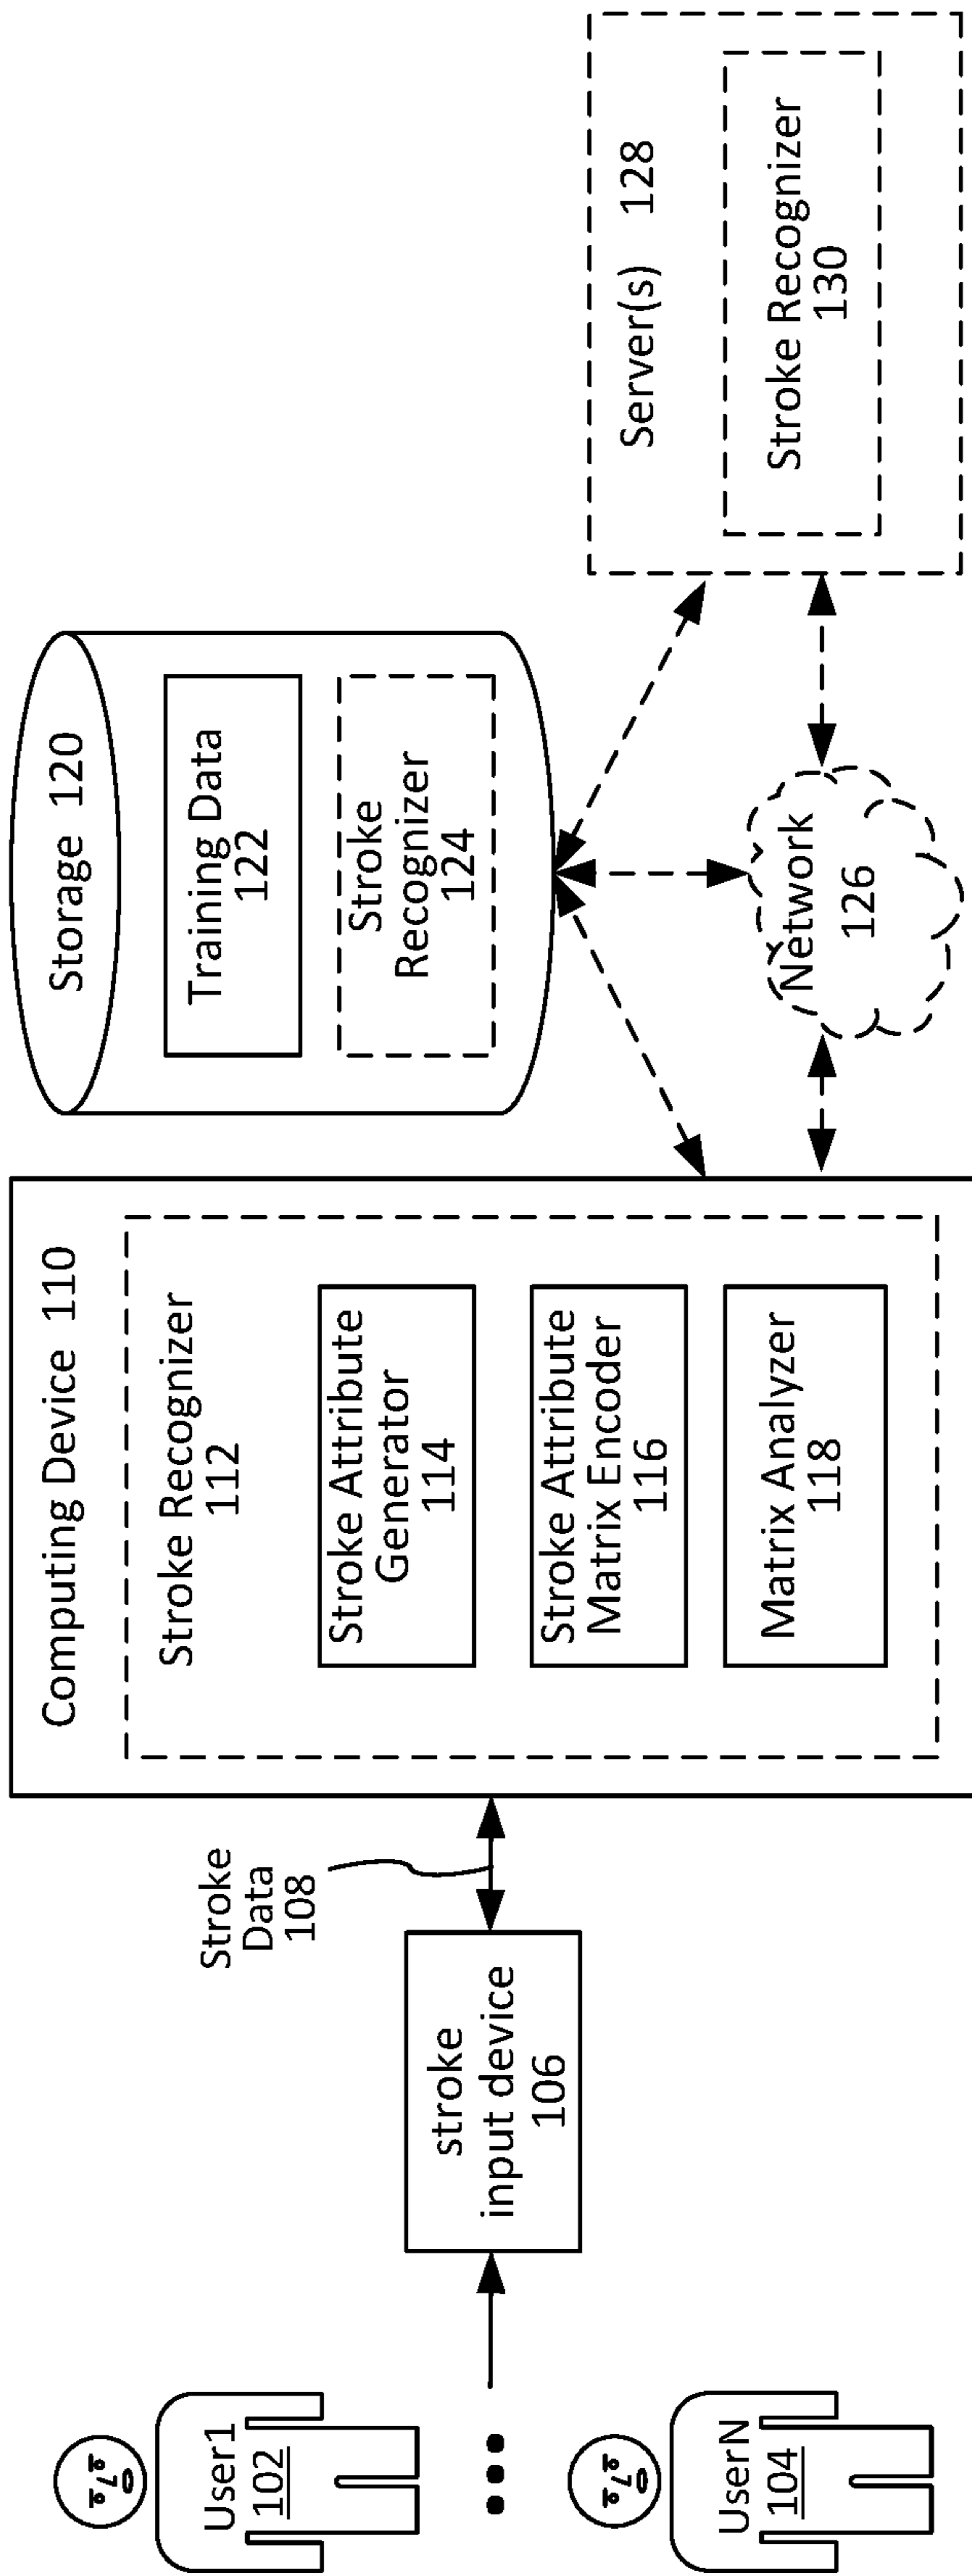 User1
102
UserN
104
stroke
input device
106
Stroke
Data
108
Computing Device 110
Stroke Recognizer
112
Stroke Attribute
Generator
114
Stroke Attribute
Matrix Encoder
116
Matrix Analyzer
118
Storage 120
Training Data
122
Stroke
Recognizer
124
Network
126
Server(s) 128
Stroke Recognizer
130